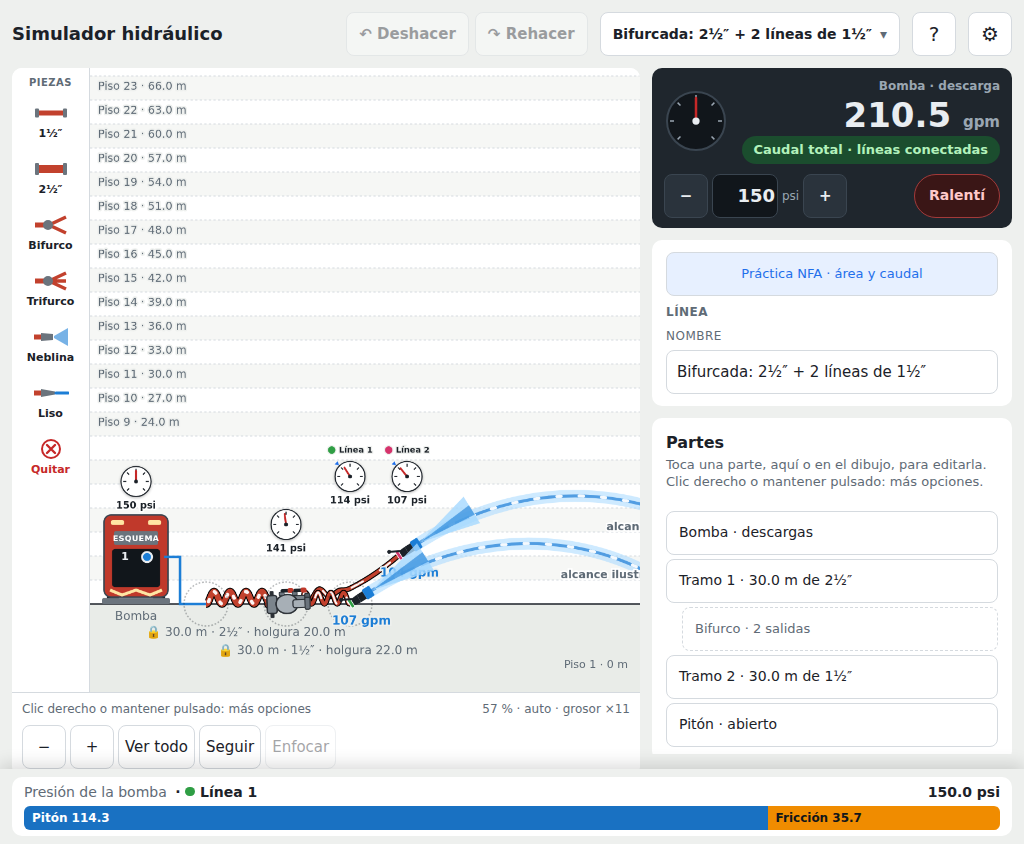 Simulador hidráulico
↶ Deshacer
↷ Rehacer
Bifurcada: 2½″ + 2 líneas de 1½″ ▾
?
⚙
PIEZAS
1½″
2½″
Bifurco
Trifurco
Neblina
Liso
Quitar
Piso 23 · 66.0 m
Piso 22 · 63.0 m
Piso 21 · 60.0 m
Piso 20 · 57.0 m
Piso 19 · 54.0 m
Piso 18 · 51.0 m
Piso 17 · 48.0 m
Piso 16 · 45.0 m
Piso 15 · 42.0 m
Piso 14 · 39.0 m
Piso 13 · 36.0 m
Piso 12 · 33.0 m
Piso 11 · 30.0 m
Piso 10 · 27.0 m
Piso 9 · 24.0 m
Línea 1
Línea 2
114 psi
107 psi
150 psi
141 psi
ESQUEMA
1
Bomba
alcan
alcance ilust
107 gpm
🔒 30.0 m · 2½″ · holgura 20.0 m
🔒 30.0 m · 1½″ · holgura 22.0 m
Piso 1 · 0 m
Clic derecho o mantener pulsado: más opciones
57 % · auto · grosor ×11
−
+
Ver todo
Seguir
Enfocar
Bomba · descarga
210.5 gpm
Caudal total · líneas conectadas
−
150 psi
+
Ralentí
Práctica NFA · área y caudal
LÍNEA
NOMBRE
Bifurcada: 2½″ + 2 líneas de 1½″
Partes
Toca una parte, aquí o en el dibujo, para editarla.
Clic derecho o mantener pulsado: más opciones.
Bomba · descargas
Tramo 1 · 30.0 m de 2½″
Bifurco · 2 salidas
Tramo 2 · 30.0 m de 1½″
Pitón · abierto
Presión de la bomba · Línea 1
150.0 psi
Pitón 114.3
Fricción 35.7